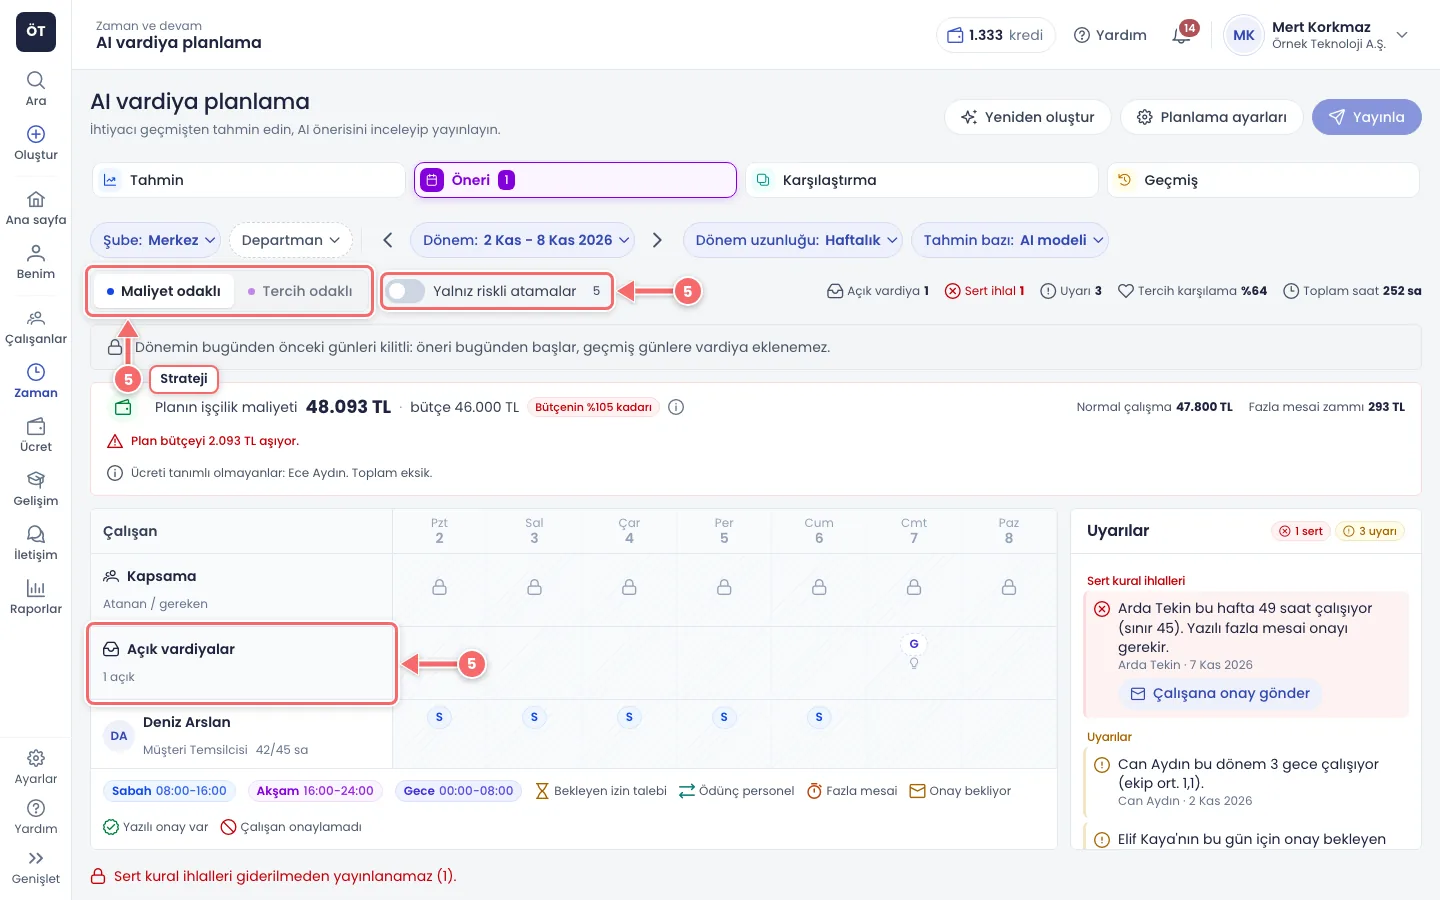 ÖT
Zaman ve devam
AI vardiya planlama
1.333 kredi
Yardım
14
MK
Mert Korkmaz
Örnek Teknoloji A.Ş.
Ara
Oluştur
Ana sayfa
Benim
Çalışanlar
Zaman
Ücret
Gelişim
İletişim
Raporlar
Ayarlar
Yardım
Genişlet
AI vardiya planlama
İhtiyacı geçmişten tahmin edin, AI önerisini inceleyip yayınlayın.
Yeniden oluştur
Planlama ayarları
Yayınla
Tahmin
Öneri 1
Karşılaştırma
Geçmiş
Şube: Merkez
Departman
Dönem: 2 Kas - 8 Kas 2026
Dönem uzunluğu: Haftalık
Tahmin bazı: AI modeli
Maliyet odaklı
Tercih odaklı
Yalnız riskli atamalar 5
5
Açık vardiya 1
Sert ihlal 1
Uyarı 3
Tercih karşılama %64
Toplam saat 252 sa
Dönemin bugünden önceki günleri kilitli: öneri bugünden başlar, geçmiş günlere vardiya eklenemez.
5
Strateji
Planın işçilik maliyeti 48.093 TL · bütçe 46.000 TL
Bütçenin %105 kadarı
Normal çalışma 47.800 TL
Fazla mesai zammı 293 TL
Plan bütçeyi 2.093 TL aşıyor.
Ücreti tanımlı olmayanlar: Ece Aydın. Toplam eksik.
Çalışan
Pzt 2
Sal 3
Çar 4
Per 5
Cum 6
Cmt 7
Paz 8
Kapsama
Atanan / gereken
Açık vardiyalar
1 açık
5
G
DA
Deniz Arslan
Müşteri Temsilcisi 42/45 sa
S
S
S
S
S
Sabah 08:00-16:00
Akşam 16:00-24:00
Gece 00:00-08:00
Bekleyen izin talebi
Ödünç personel
Fazla mesai
Onay bekliyor
Yazılı onay var
Çalışan onaylamadı
Uyarılar
1 sert
3 uyarı
Sert kural ihlalleri
Arda Tekin bu hafta 49 saat çalışıyor
(sınır 45). Yazılı fazla mesai onayı
gerekir.
Arda Tekin · 7 Kas 2026
Çalışana onay gönder
Uyarılar
Can Aydın bu dönem 3 gece çalışıyor
(ekip ort. 1,1).
Can Aydın · 2 Kas 2026
Elif Kaya'nın bu gün için onay bekleyen
Sert kural ihlalleri giderilmeden yayınlanamaz (1).